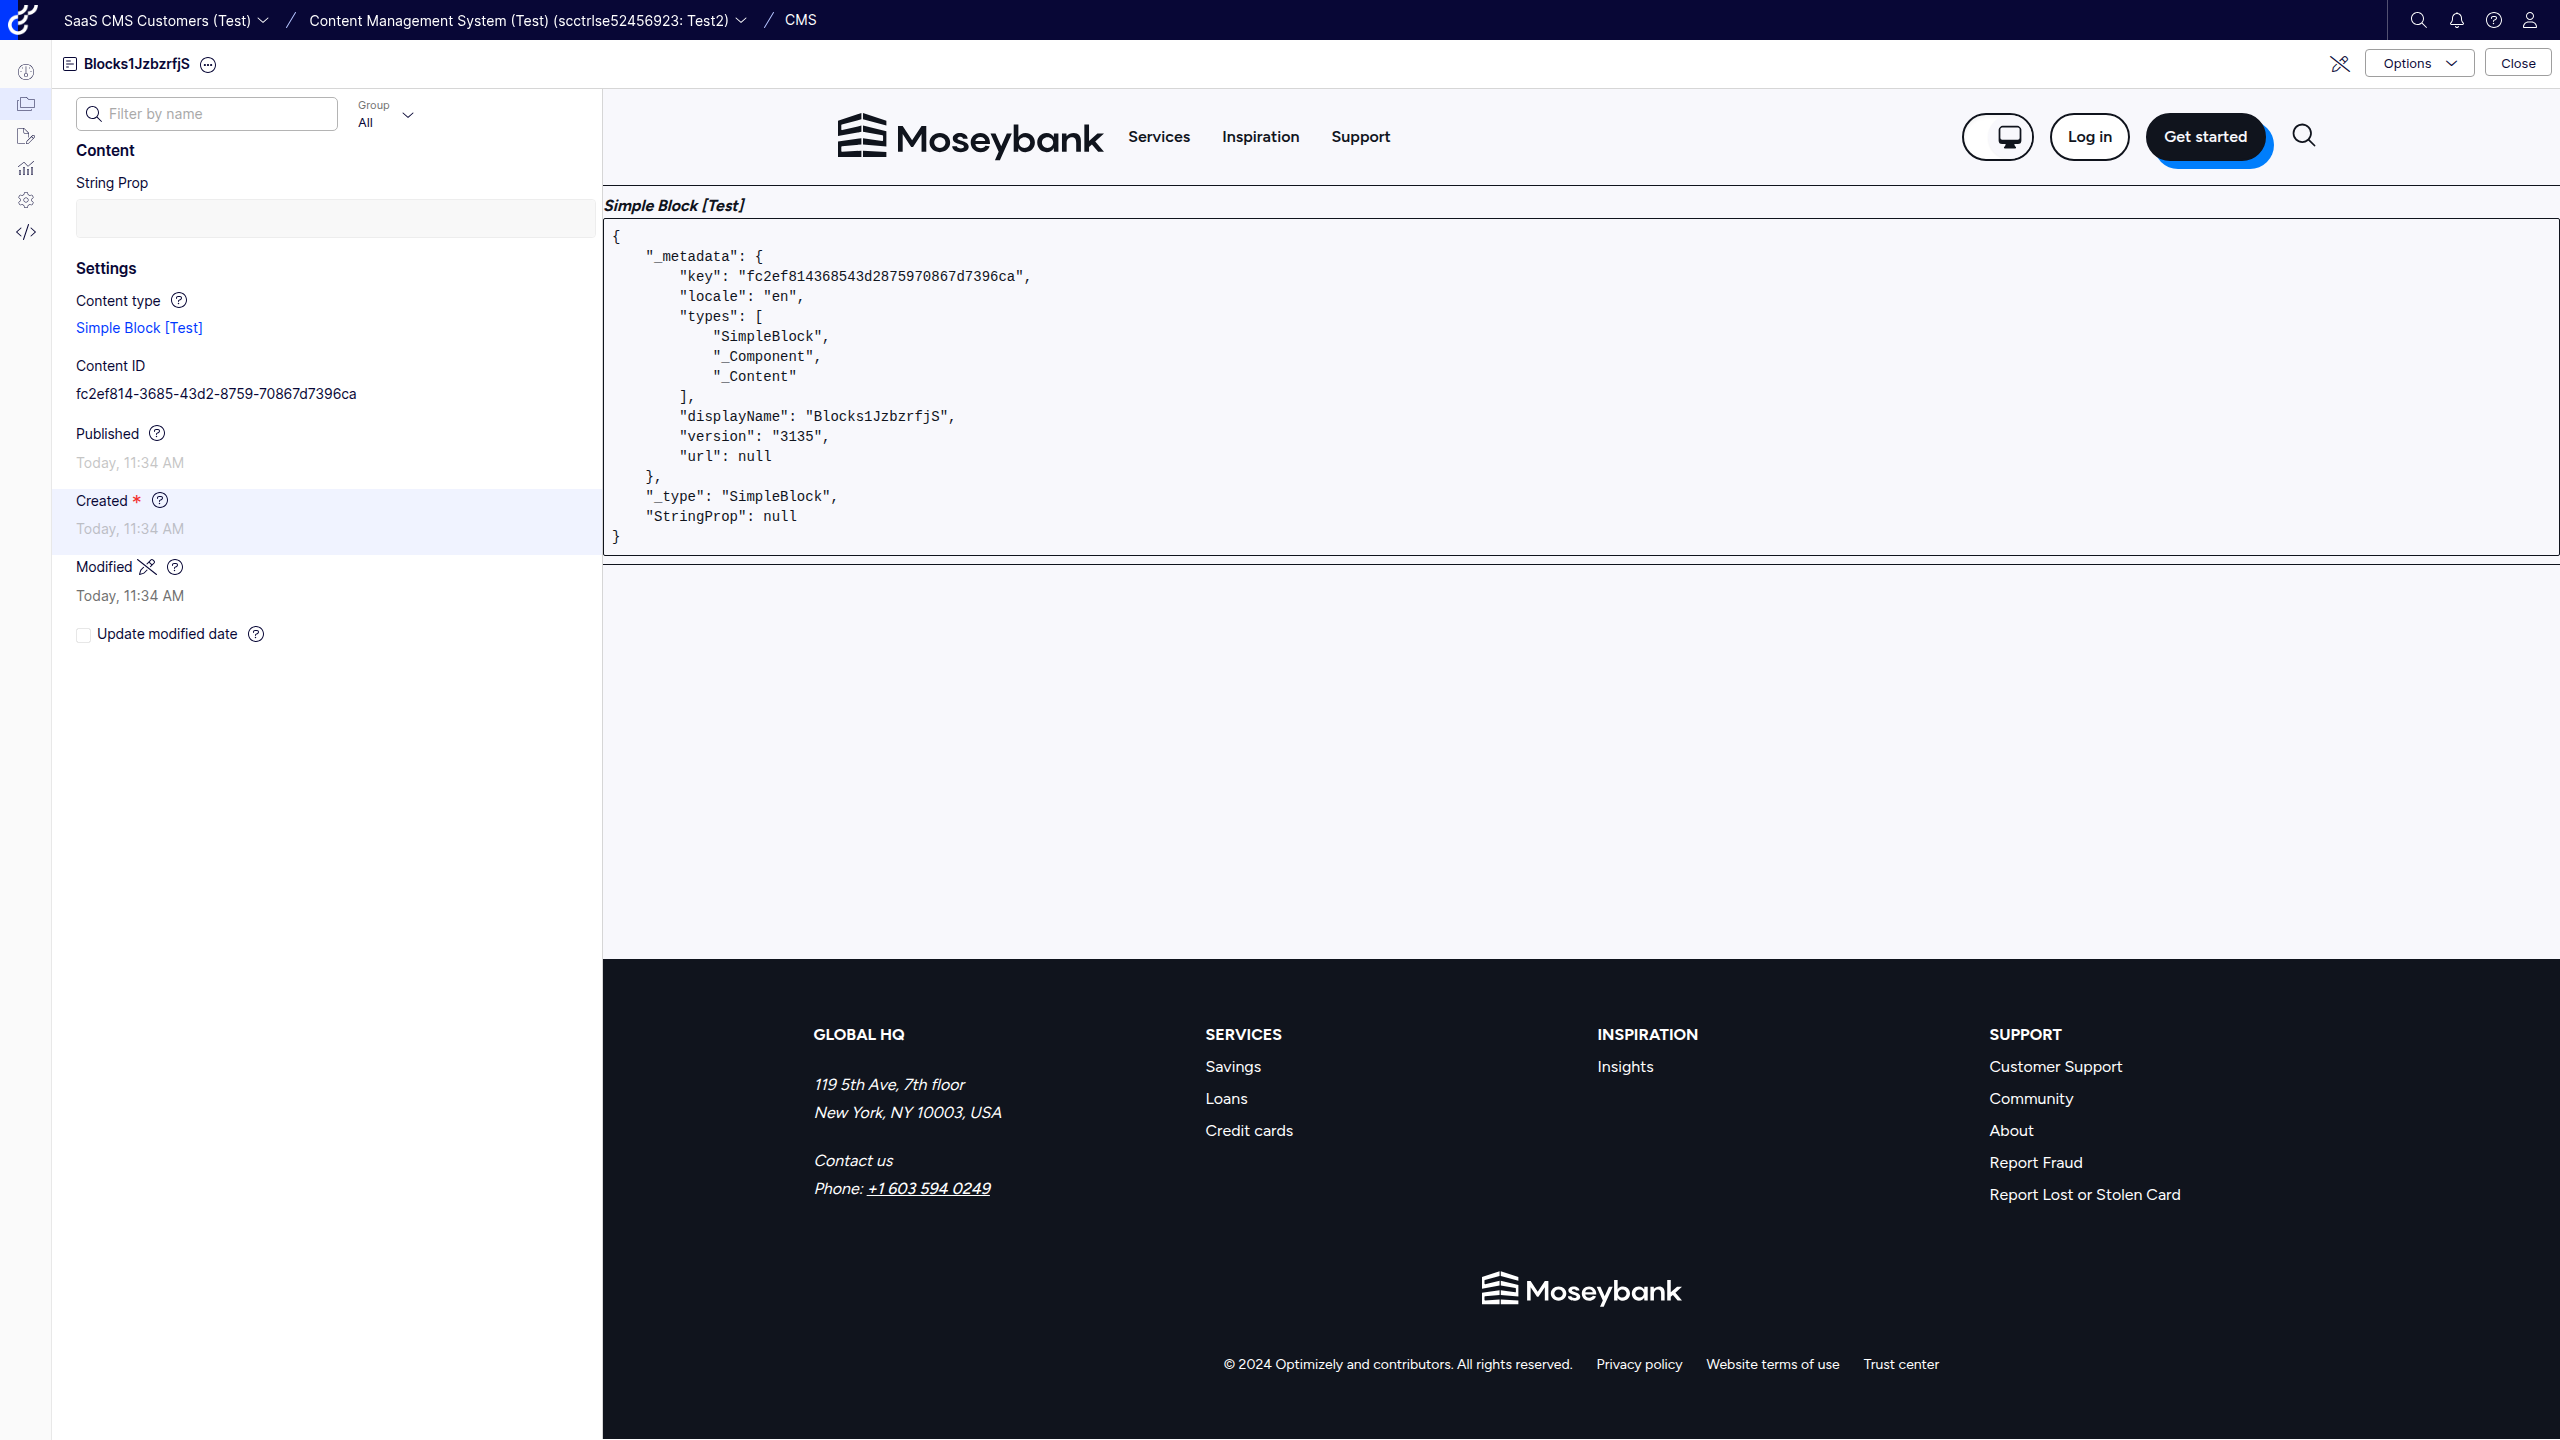 SaaS CMS Customers (Test) / Content Management System (Test) (scctrlse52456923: Test2) / CMS
Blocks1JzbzrfjS
Options
Close
Filter by name
Group
All
Content
String Prop
Settings
Content type
Simple Block [Test]
Content ID
fc2ef814-3685-43d2-8759-70867d7396ca
Published
Today, 11:34 AM
Created *
Today, 11:34 AM
Modified
Today, 11:34 AM
Update modified date
Moseybank
Services
Inspiration
Support
Log in
Get started
Simple Block [Test]
{
"_metadata": {
"key": "fc2ef814368543d2875970867d7396ca",
"locale": "en",
"types": [
"SimpleBlock",
"_Component",
"_Content"
],
"displayName": "Blocks1JzbzrfjS",
"version": "3135",
"url": null
},
"_type": "SimpleBlock",
"StringProp": null
}
GLOBAL HQ
119 5th Ave, 7th floor
New York, NY 10003, USA
Contact us
Phone: +1 603 594 0249
SERVICES
Savings
Loans
Credit cards
INSPIRATION
Insights
SUPPORT
Customer Support
Community
About
Report Fraud
Report Lost or Stolen Card
Moseybank
© 2024 Optimizely and contributors. All rights reserved. Privacy policy Website terms of use Trust center